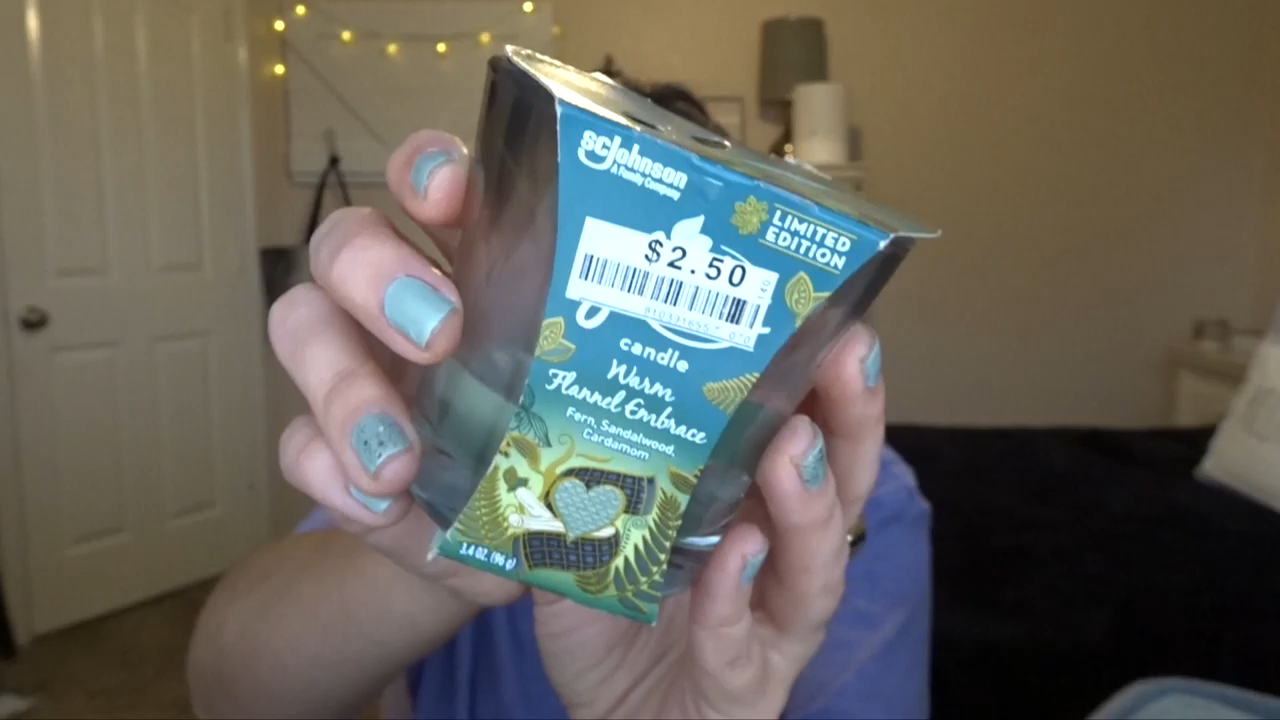 scJohnson
A Family Company
LIMITED
EDITION
$2.50
candle
Warm
Flannel Embrace
Fern, Sandalwood,
Cardamom
3.4 OZ. (96 g)